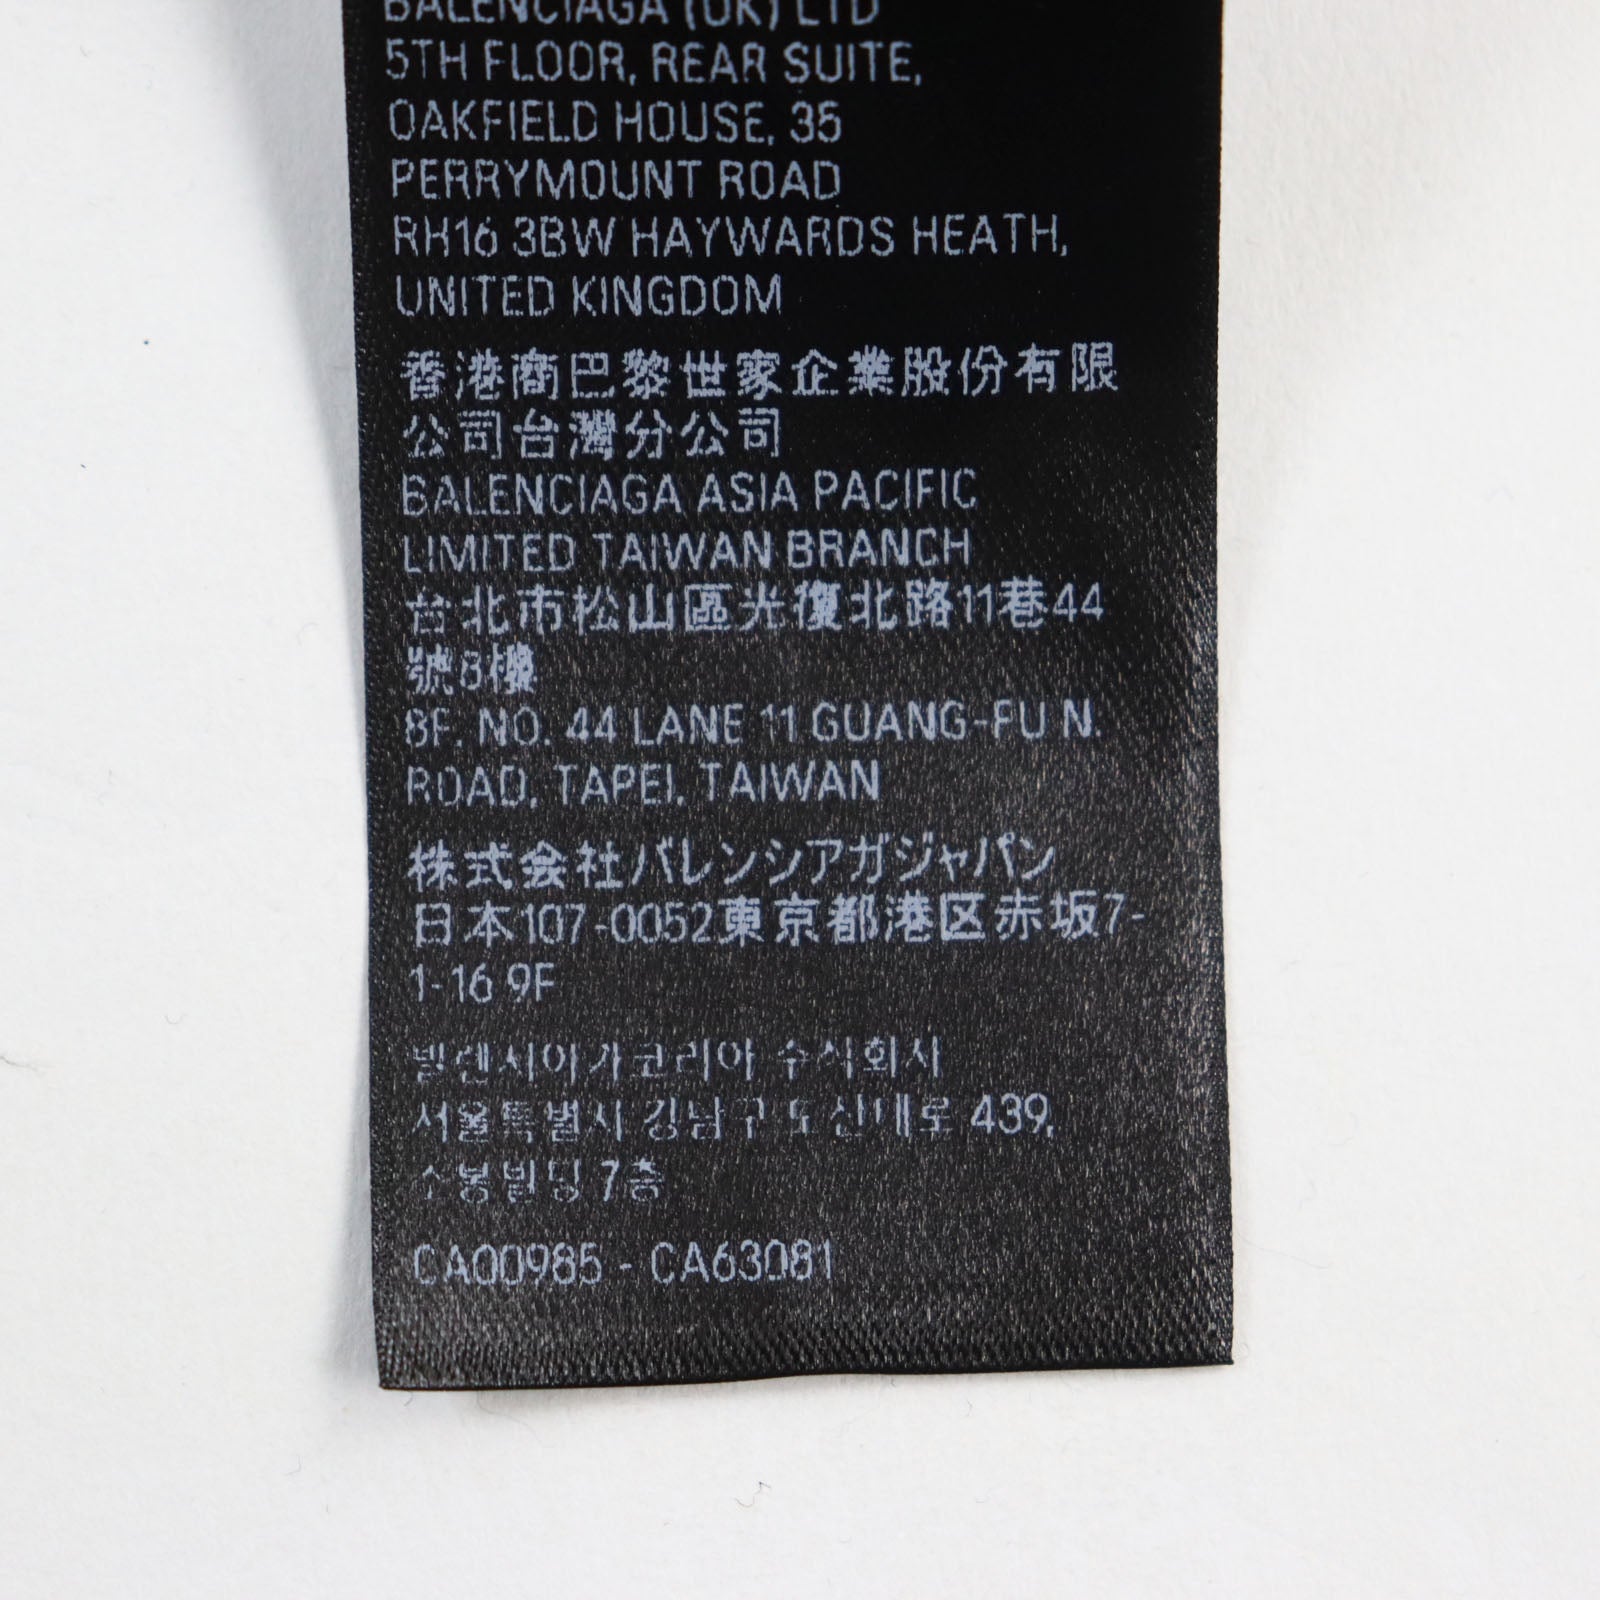 BALENCIAGA (UK) LTD
5TH FLOOR, REAR SUITE,
OAKFIELD HOUSE, 35
PERRYMOUNT ROAD
RH16 3BW HAYWARDS HEATH,
UNITED KINGDOM
香港商巴黎世家企業股份有限
公司台灣分公司
BALENCIAGA ASIA PACIFIC
LIMITED TAIWAN BRANCH
台北市松山區光復北路11巷44
號8樓
8F. NO. 44 LANE 11 GUANG-FU N.
ROAD, TAPEI, TAIWAN
株式会社バレンシアガジャパン
日本107-0052東京都港区赤坂7-
1-16 9F
발렌시아가코리아 주식회사
서울특별시 강남구 도산대로 439,
소봉빌딩 7층
CA00985 - CA63081